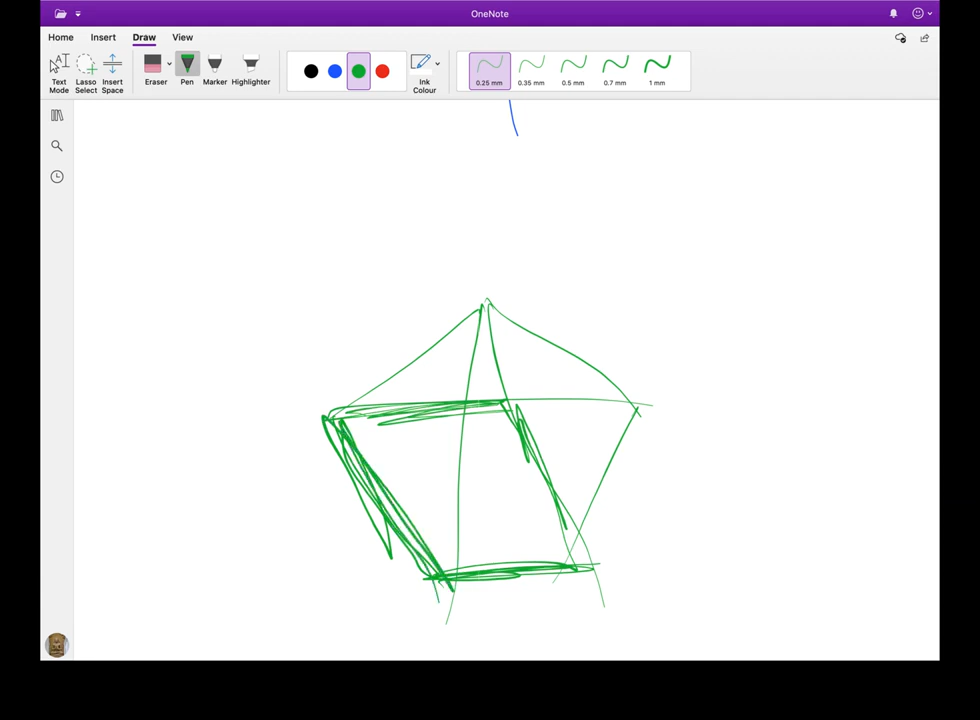 OneNote
Home Insert Draw View
Text Mode
Lasso Select
Insert Space
Eraser
Pen
Marker
Highlighter
Ink Colour
0.25 mm
0.35 mm
0.5 mm
0.7 mm
1 mm